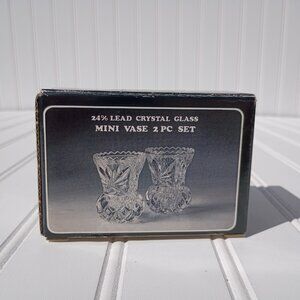 24% LEAD CRYSTAL GLASS
MINI VASE 2 PC SET